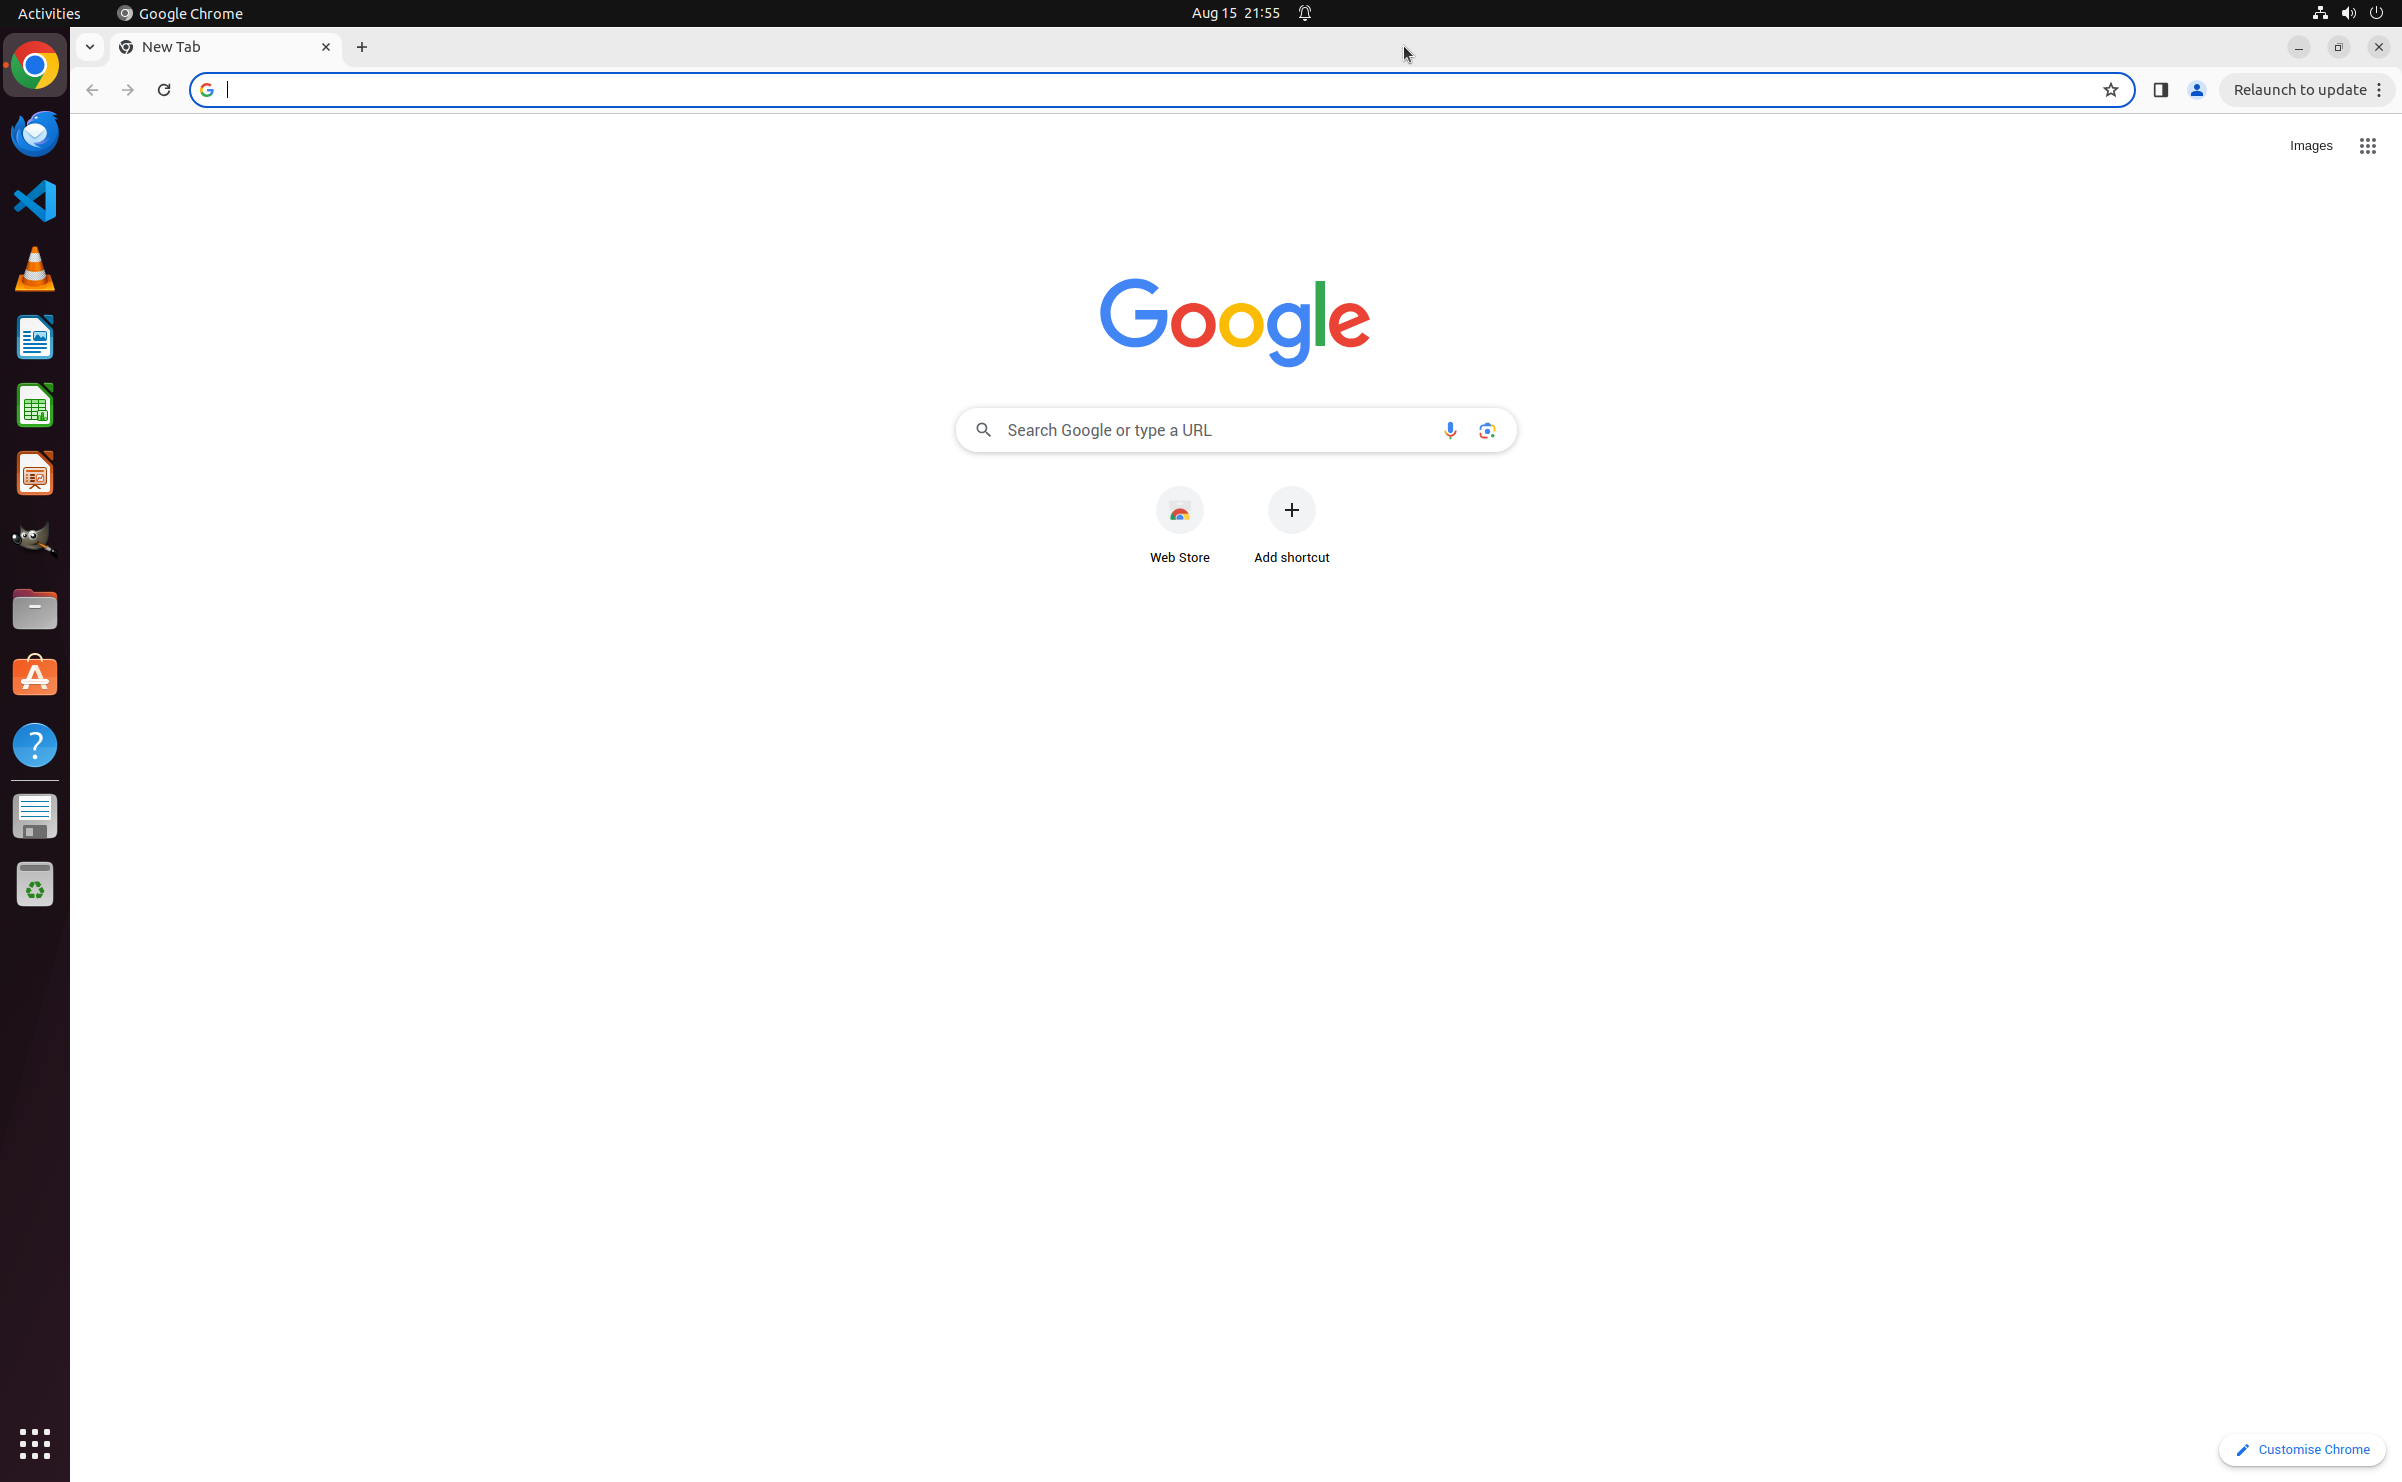 Activities
Google Chrome
Aug 15 21:55
New Tab
Relaunch to update
Images
Google
Search Google or type a URL
Web Store
Add shortcut
Customise Chrome